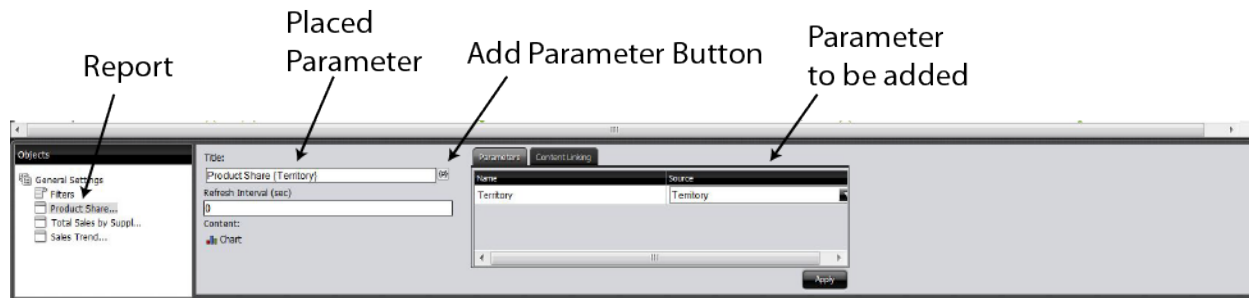 Placed
Parameter
Report
Add Parameter Button
Parameter
to be added
Objects
General Settings
Filters
Product Share...
Total Sales by Suppl...
Sales Trend...
Title:
Product Share {Territory}
Refresh Interval (sec)
0
Content:
Chart
Parameters
Content Linking
Name Source
Territory Territory
Apply